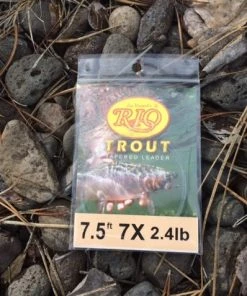 RIO
TROUT
TAPERED LEADER
7.5ft 7X 2.4lb